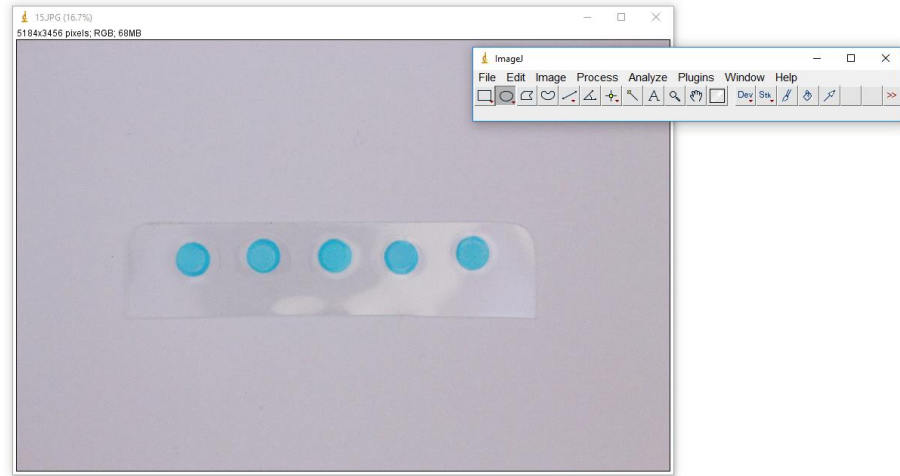 15.JPG (16.7%)
5184x3456 pixels; RGB; 68MB
ImageJ
File Edit Image Process Analyze Plugins Window Help
A Dev Stk >>